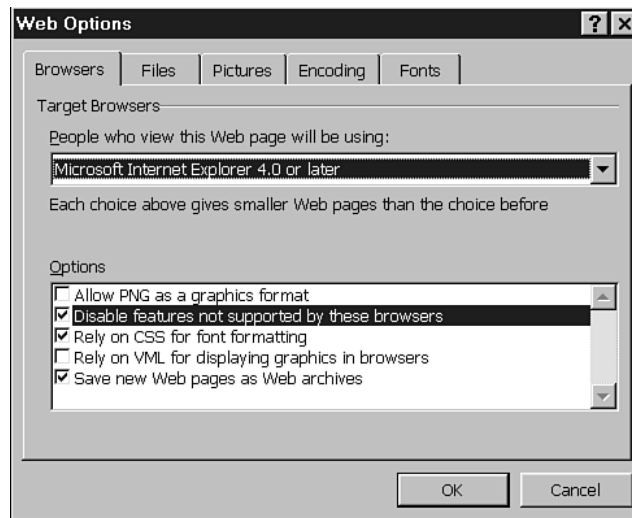 Web Options
Browsers Files Pictures Encoding Fonts
Target Browsers
People who view this Web page will be using:
Microsoft Internet Explorer 4.0 or later
Each choice above gives smaller Web pages than the choice before
Options
Allow PNG as a graphics format
Disable features not supported by these browsers
Rely on CSS for font formatting
Rely on VML for displaying graphics in browsers
Save new Web pages as Web archives
OK Cancel